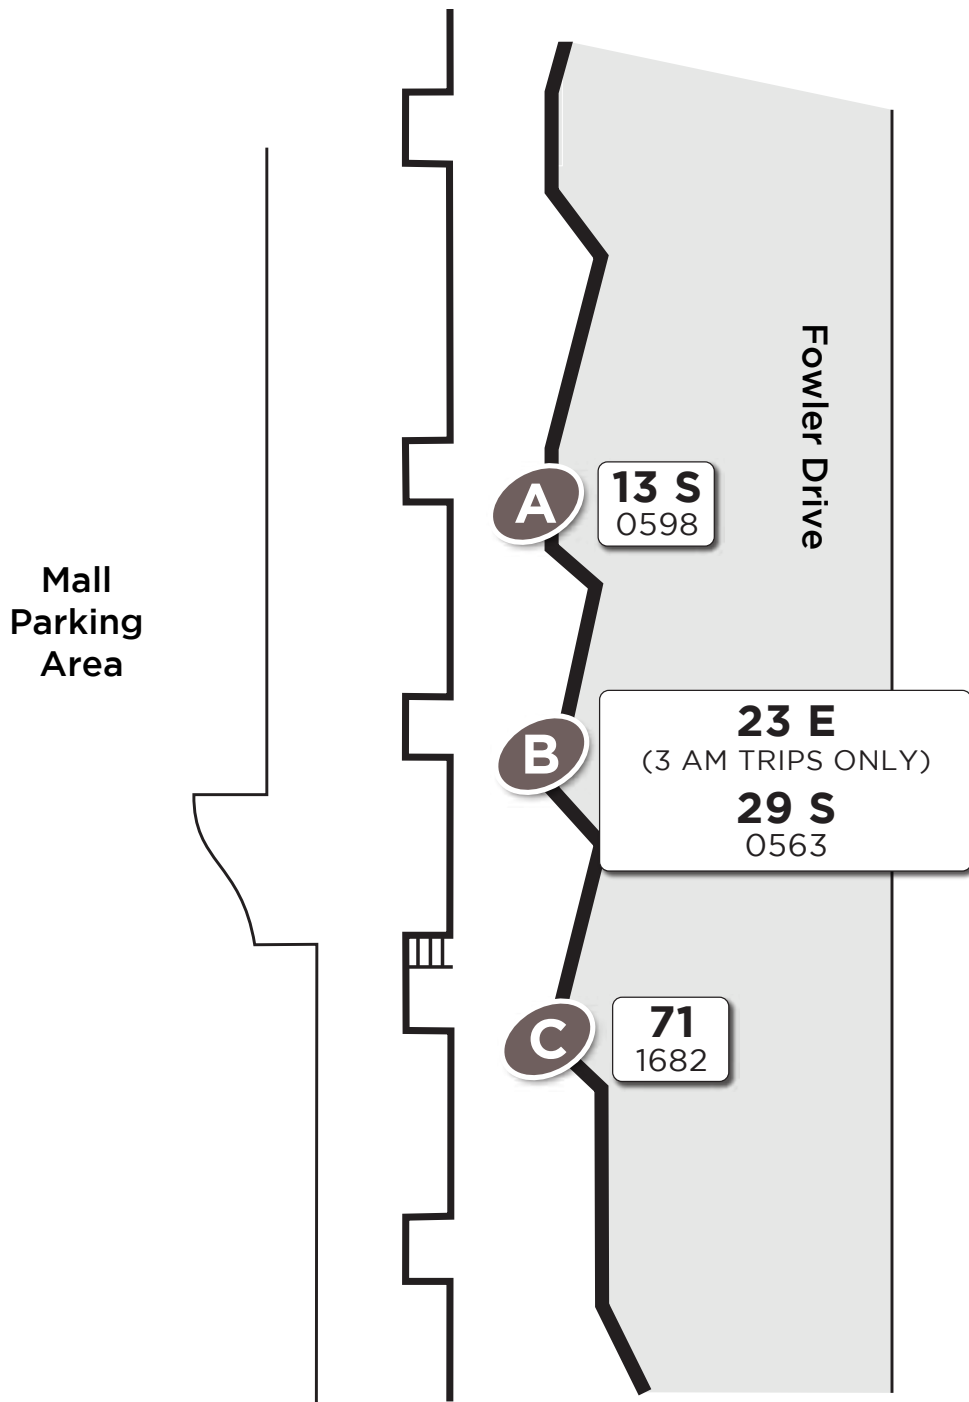 Fowler Drive
A
13 S
0598
Mall
Parking
Area
B
23 E
(3 AM TRIPS ONLY)
29 S
0563
C
71
1682